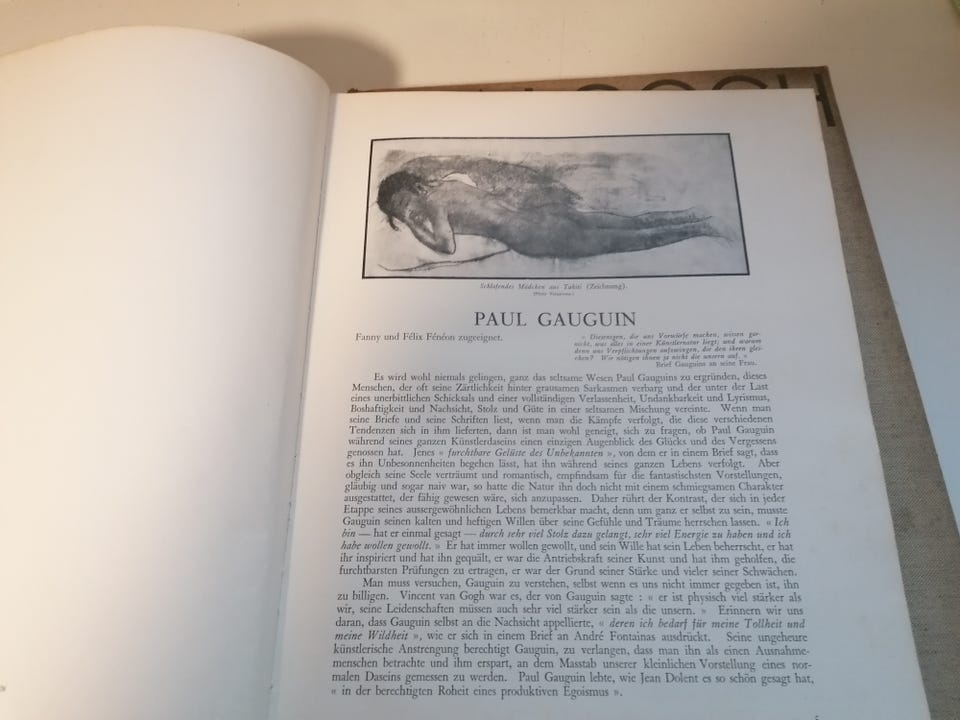 Schlafendes Mädchen aus Tahiti (Zeichnung).
PAUL GAUGUIN
Fanny und Félix Fénéon zugeeignet.
« Diejenigen, die uns Vorwürfe machen, wissen gar-
nicht, was alles in einer Künstlernatur liegt; und warum
denn uns Verpflichtungen aufzwingen, die den ihren glei-
chen? Wir nötigen ihnen ja nicht die unsern auf. »
Brief Gauguins an seine Frau.
Es wird wohl niemals gelingen, ganz das seltsame Wesen Paul Gauguins zu ergründen, dieses
Menschen, der oft seine Zärtlichkeit hinter grausamen Sarkasmen verbarg und der unter der Last
eines unerbittlichen Schicksals und einer vollständigen Verlassenheit, Undankbarkeit und Lyrismus,
Boshaftigkeit und Nachsicht, Stolz und Güte in einer seltsamen Mischung vereinte. Wenn man
seine Briefe und seine Schriften liest, wenn man die Kämpfe verfolgt, die diese verschiedenen
Tendenzen sich in ihm lieferten, dann ist man wohl geneigt, sich zu fragen, ob Paul Gauguin
während seines ganzen Künstlerdaseins einen einzigen Augenblick des Glücks und des Vergessens
genossen hat. Jenes « furchtbare Gelüste des Unbekannten », von dem er in einem Brief sagt, dass
es ihn Unbesonnenheiten begehen lässt, hat ihn während seines ganzen Lebens verfolgt. Aber
obgleich seine Seele verträumt und romantisch, empfindsam für die fantastischsten Vorstellungen,
gläubig und sogar naiv war, so hatte die Natur ihn doch nicht mit einem schmiegsamen Charakter
ausgestattet, der fähig gewesen wäre, sich anzupassen. Daher rührt der Kontrast, der sich in jeder
Etappe seines aussergewöhnlichen Lebens bemerkbar macht, denn um ganz er selbst zu sein, musste
Gauguin seinen kalten und heftigen Willen über seine Gefühle und Träume herrschen lassen. « Ich
bin — hat er einmal gesagt — durch sehr viel Stolz dazu gelangt, sehr viel Energie zu haben und ich
habe wollen gewollt. » Er hat immer wollen gewollt, und sein Wille hat sein Leben beherrscht, er hat
ihr inspiriert und hat ihn gequält, er war die Antriebskraft seiner Kunst und hat ihm geholfen, die
furchtbarsten Prüfungen zu ertragen, er war der Grund seiner Stärke und vieler seiner Schwächen.
Man muss versuchen, Gauguin zu verstehen, selbst wenn es uns nicht immer gegeben ist, ihn
zu billigen. Vincent van Gogh war es, der von Gauguin sagte : « er ist physisch viel stärker als
wir, seine Leidenschaften müssen auch sehr viel stärker sein als die unsern. » Erinnern wir uns
daran, dass Gauguin selbst an die Nachsicht appellierte, « deren ich bedarf für meine Tollheit und
meine Wildheit », wie er sich in einem Brief an André Fontainas ausdrückt. Seine ungeheure
künstlerische Anstrengung berechtigt Gauguin, zu verlangen, dass man ihn als einen Ausnahme-
menschen betrachte und ihm erspart, an dem Masstab unserer kleinlichen Vorstellung eines nor-
malen Daseins gemessen zu werden. Paul Gauguin lebte, wie Jean Dolent es so schön gesagt hat,
« in der berechtigten Roheit eines produktiven Egoismus ».